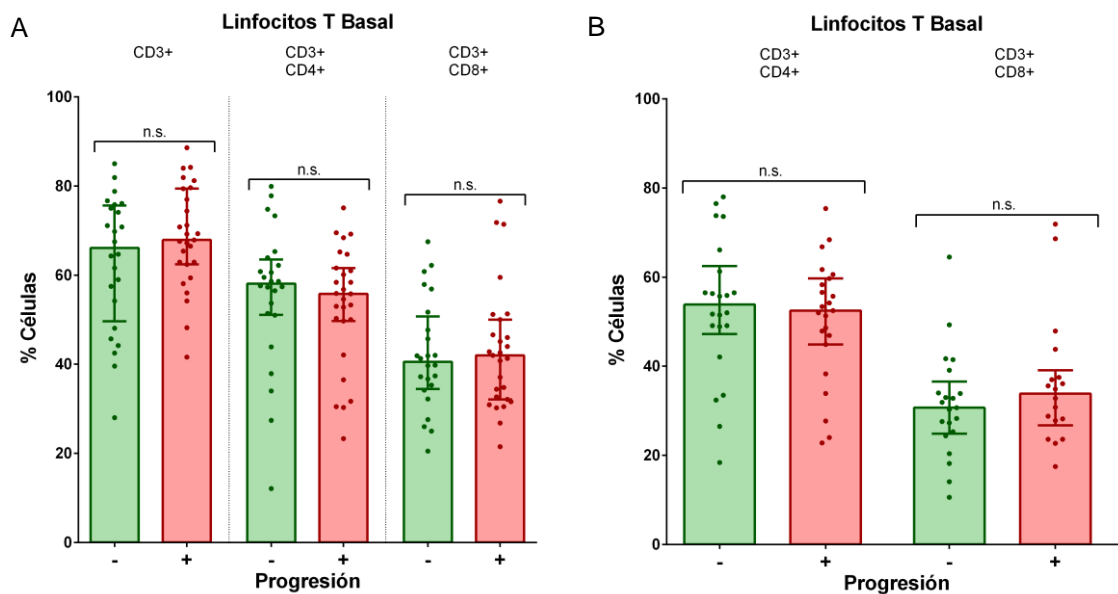 A
Linfocitos T Basal
CD3+
CD3+
CD4+
CD3+
CD8+
% Células
100
80
60
40
20
0
n.s.
n.s.
n.s.
- + - + - +
Progresión
B
Linfocitos T Basal
CD3+
CD4+
CD3+
CD8+
% Células
100
80
60
40
20
0
n.s.
n.s.
- + - +
Progresión